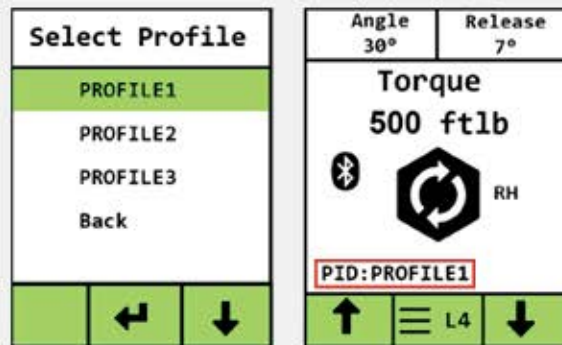 Select Profile
PROFILE1
PROFILE2
PROFILE3
Back
Angle
30°
Release
7°
Torque
500 ftlb
RH
PID:PROFILE1
L4